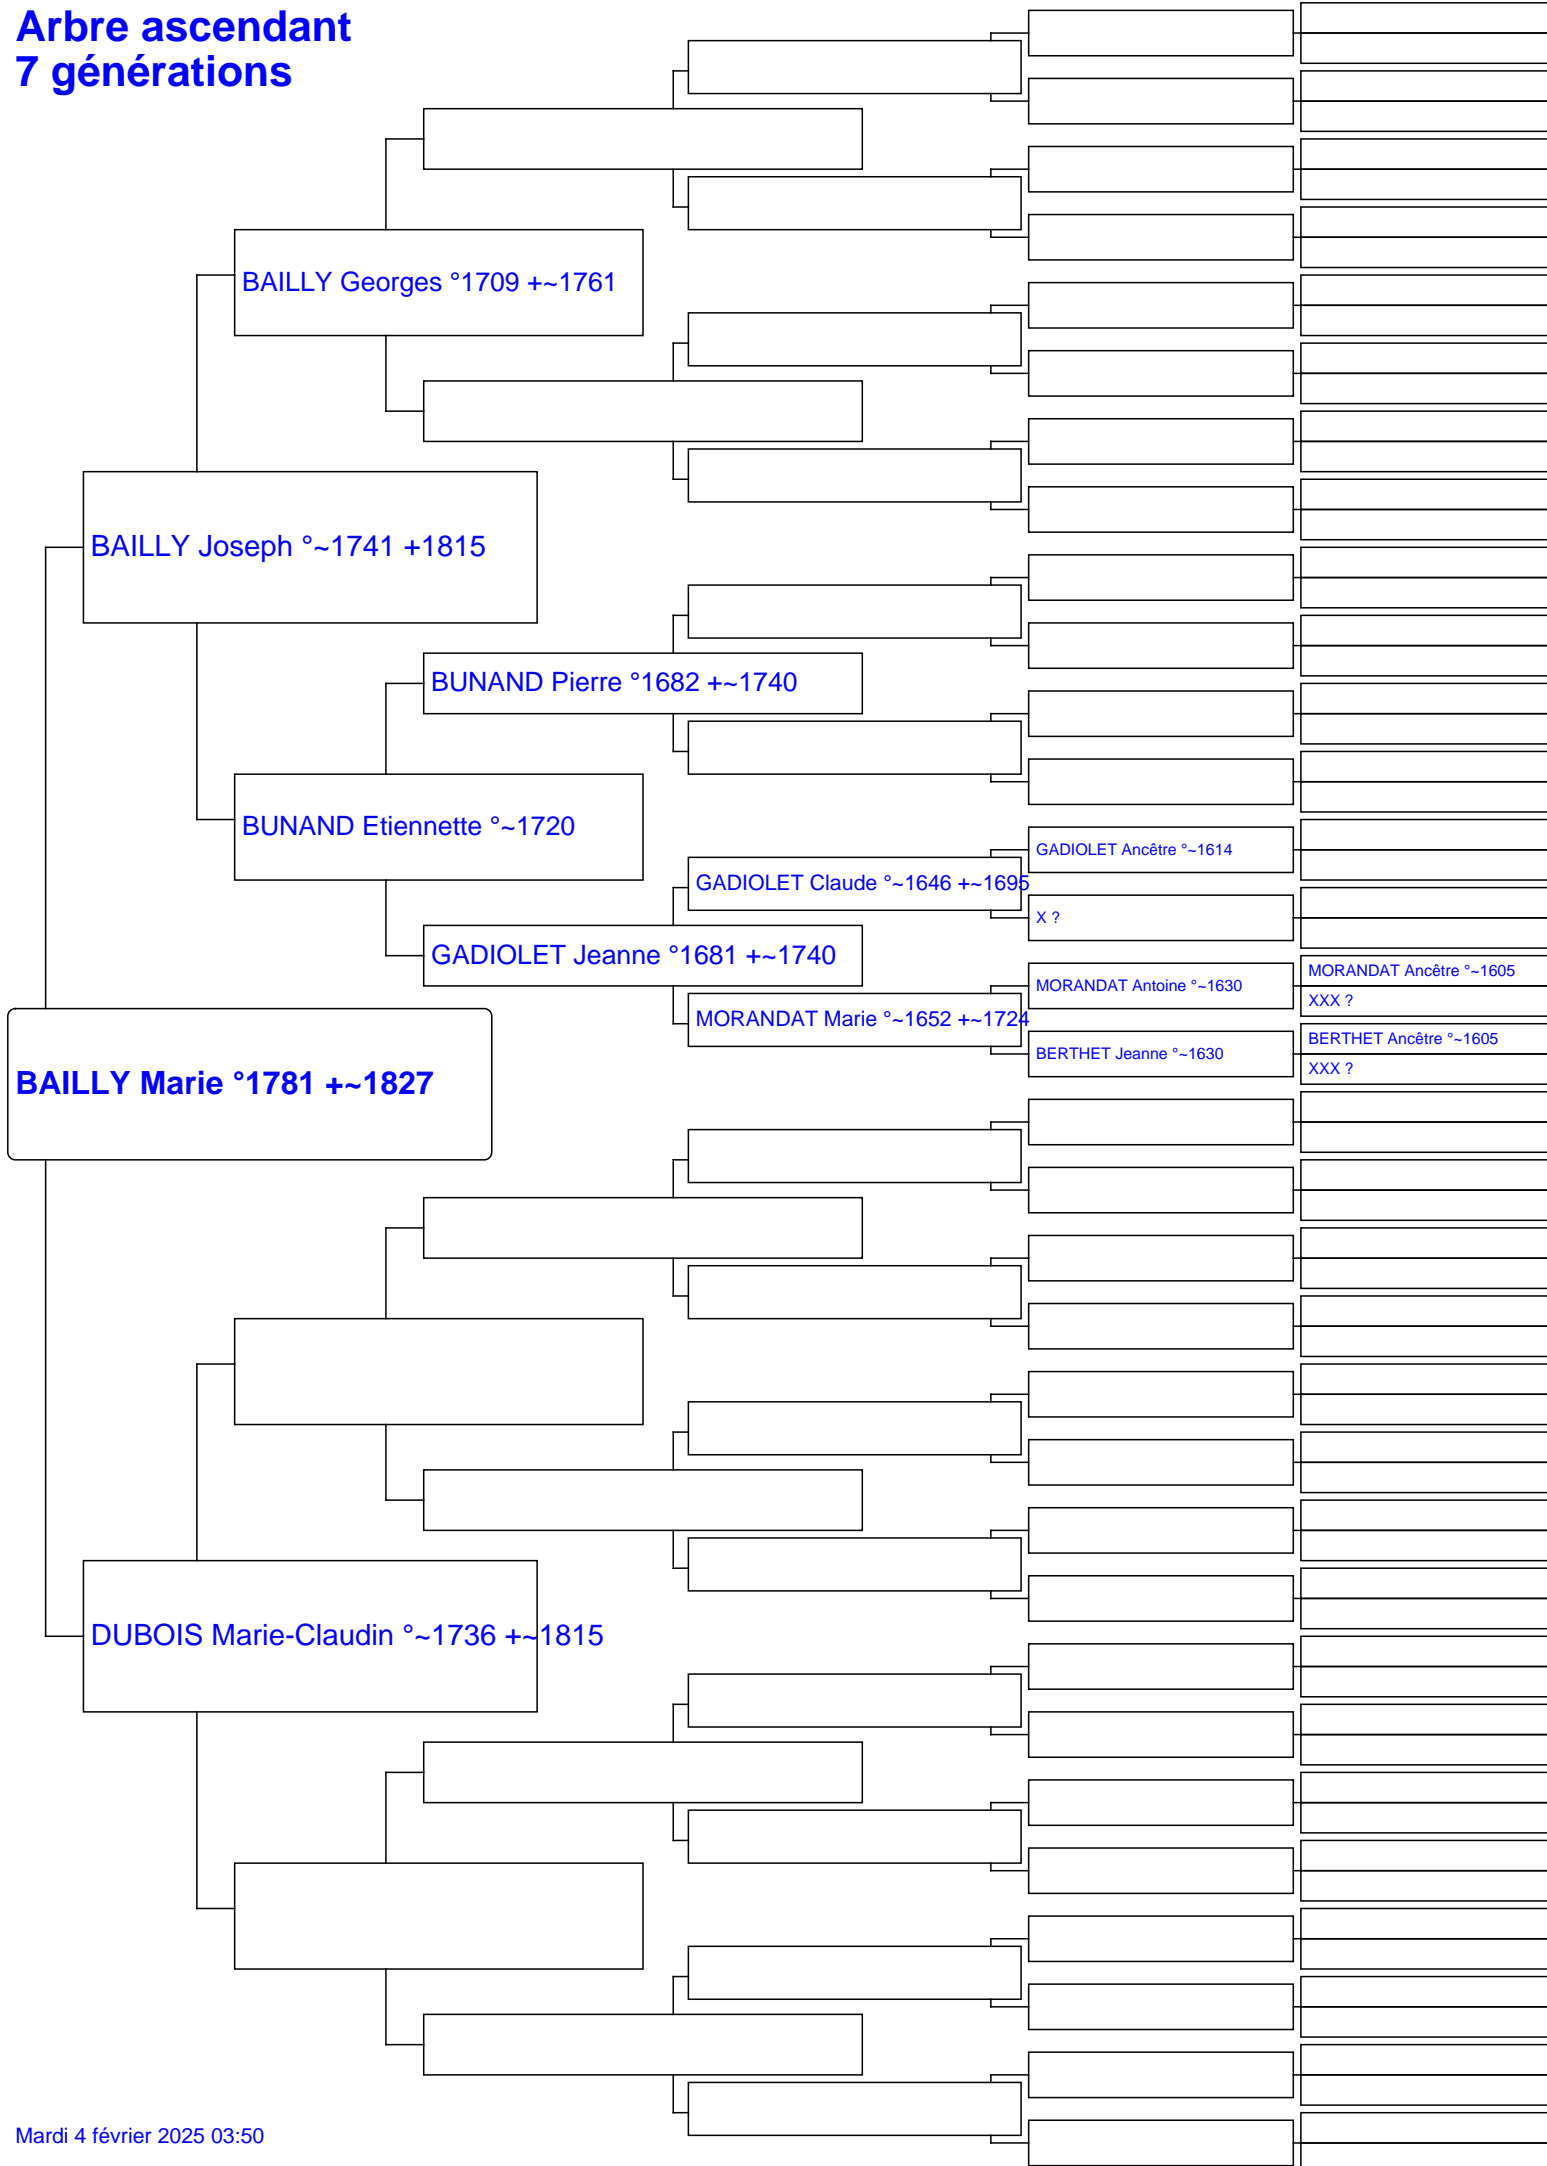 Arbre ascendant
7 générations
BAILLY Georges °1709 +~1761
BAILLY Joseph °~1741 +1815
BUNAND Pierre °1682 +~1740
BUNAND Etiennette °~1720
GADIOLET Ancêtre °~1614
GADIOLET Claude °~1646 +~1695
X ?
GADIOLET Jeanne °1681 +~1740
MORANDAT Ancêtre °~1605
MORANDAT Antoine °~1630
XXX ?
MORANDAT Marie °~1652 +~1724
BERTHET Ancêtre °~1605
BERTHET Jeanne °~1630
XXX ?
BAILLY Marie °1781 +~1827
DUBOIS Marie-Claudin °~1736 +~1815
Mardi 4 février 2025 03:50